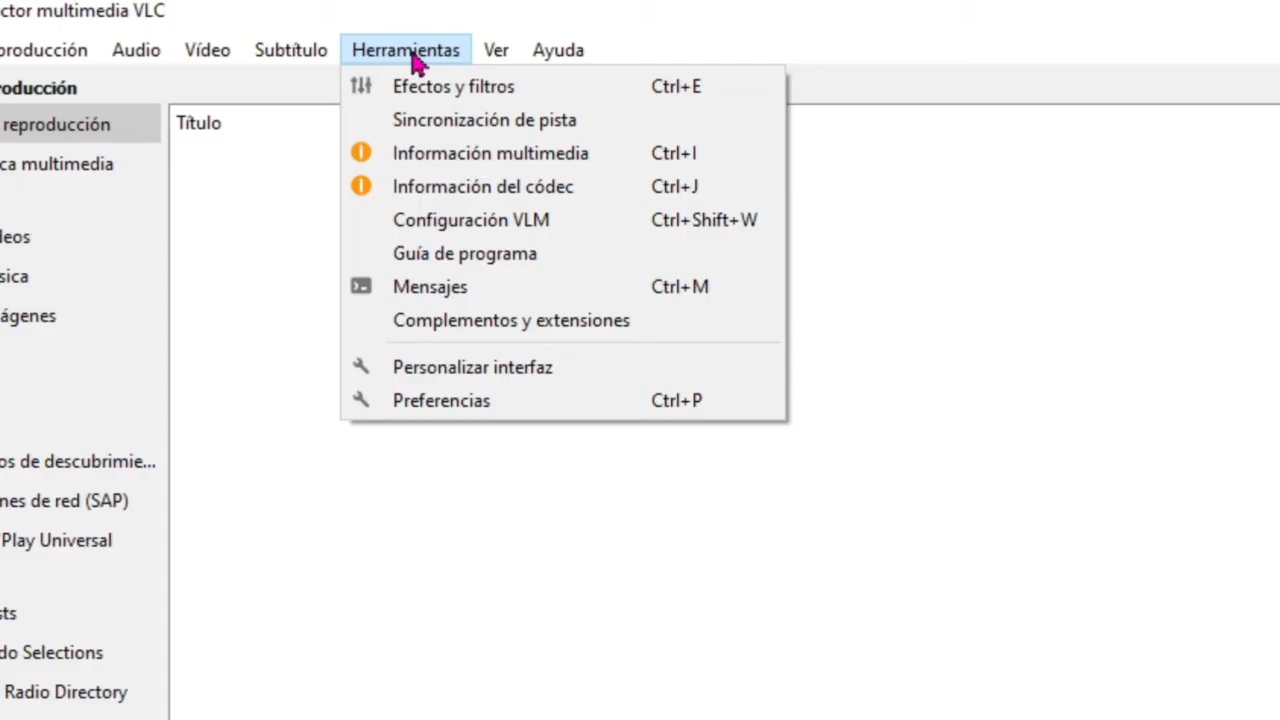 ctor multimedia VLC
producción Audio Vídeo Subtítulo Herramientas Ver Ayuda
roducción
reproducción
ca multimedia
deos
sica
ágenes
os de descubrimie...
nes de red (SAP)
Play Universal
sts
do Selections
Radio Directory
Título
Efectos y filtros Ctrl+E
Sincronización de pista
Información multimedia Ctrl+I
Información del códec Ctrl+J
Configuración VLM Ctrl+Shift+W
Guía de programa
Mensajes Ctrl+M
Complementos y extensiones
Personalizar interfaz
Preferencias Ctrl+P